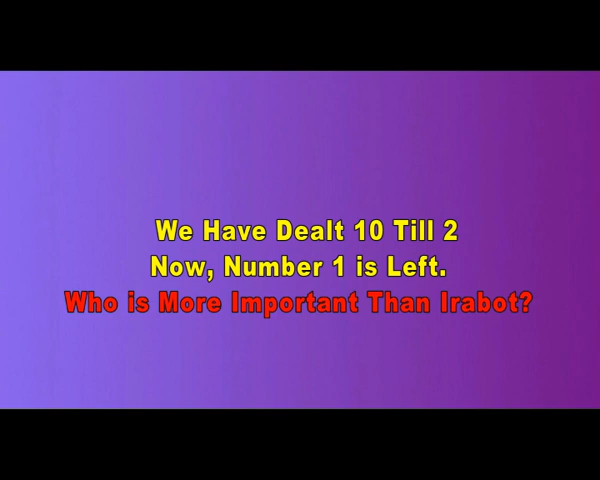 We Have Dealt 10 Till 2
Now, Number 1 is Left.
Who is More Important Than Irabot?